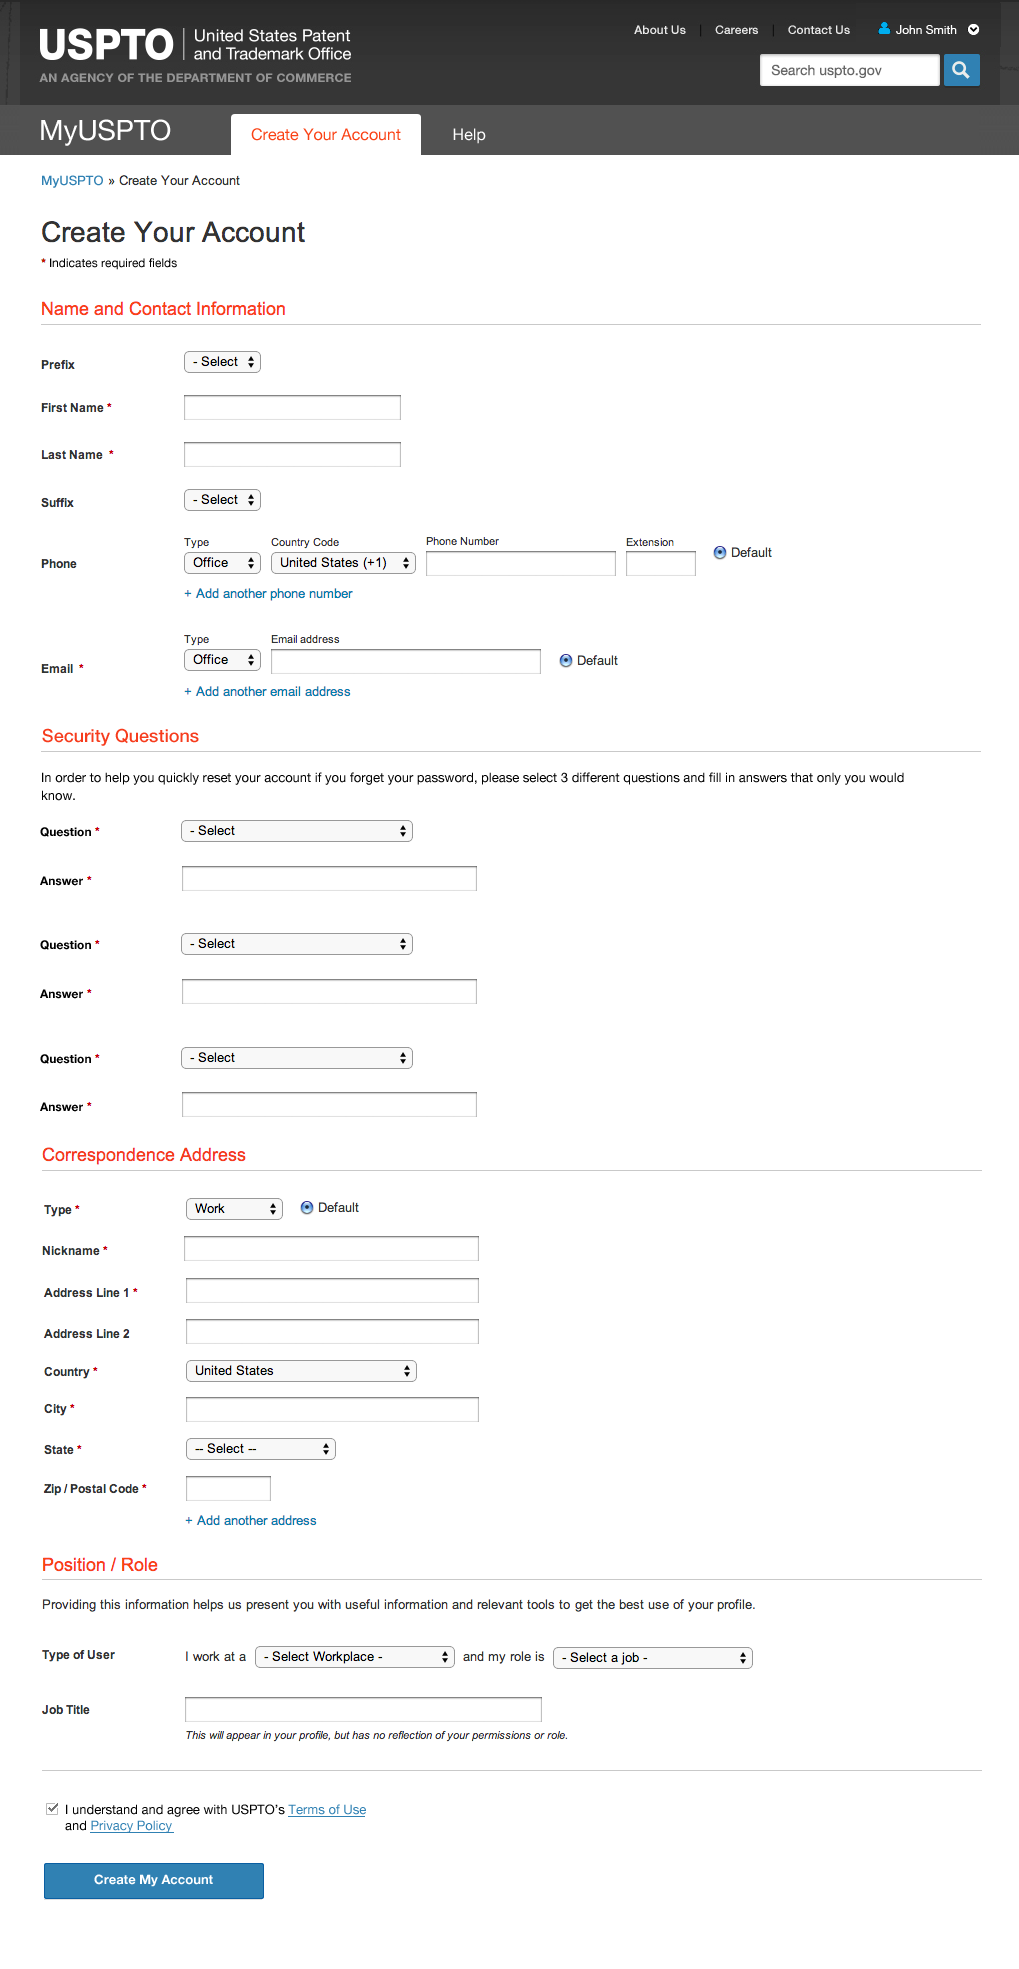 USPTO United States Patent and Trademark Office
AN AGENCY OF THE DEPARTMENT OF COMMERCE
About Us | Careers | Contact Us John Smith
Search uspto.gov
MyUSPTO Create Your Account Help
MyUSPTO » Create Your Account
Create Your Account
* Indicates required fields
Name and Contact Information
Prefix - Select
First Name *
Last Name *
Suffix - Select
Type Country Code Phone Number Extension
Phone Office United States (+1) Default
+ Add another phone number
Type Email address
Email * Office Default
+ Add another email address
Security Questions
In order to help you quickly reset your account if you forget your password, please select 3 different questions and fill in answers that only you would
know.
Question * - Select
Answer *
Question * - Select
Answer *
Question * - Select
Answer *
Correspondence Address
Type * Work Default
Nickname *
Address Line 1 *
Address Line 2
Country * United States
City *
State * -- Select --
Zip / Postal Code *
+ Add another address
Position / Role
Providing this information helps us present you with useful information and relevant tools to get the best use of your profile.
Type of User I work at a - Select Workplace - and my role is - Select a job -
Job Title
This will appear in your profile, but has no reflection of your permissions or role.
I understand and agree with USPTO's Terms of Use
and Privacy Policy
Create My Account